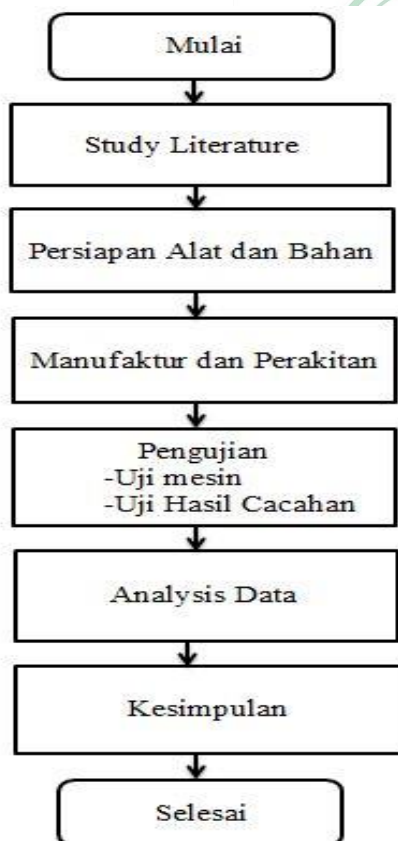 Mulai
Study Literature
Persiapan Alat dan Bahan
Manufaktur dan Perakitan
Pengujian
-Uji mesin
-Uji Hasil Cacahan
Analysis Data
Kesimpulan
Selesai